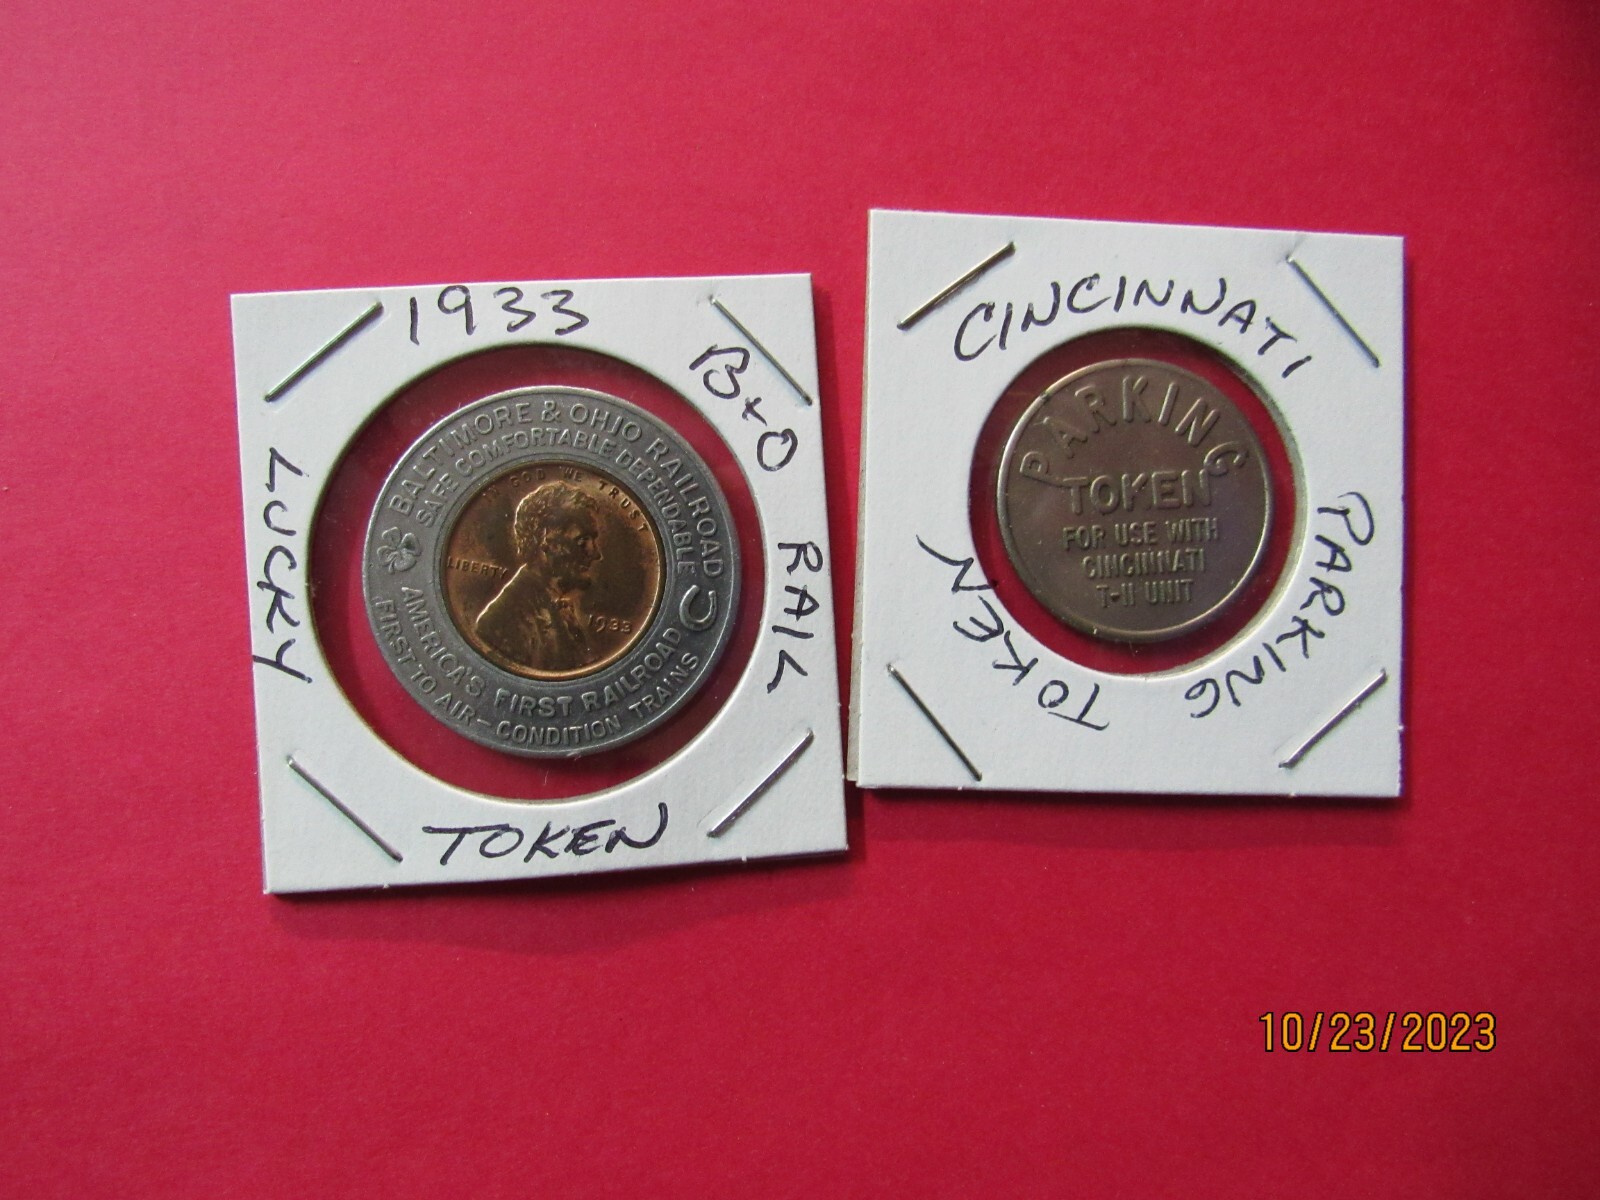 1933
B+O
RAIL
LUCKY
TOKEN
BALTIMORE & OHIO RAILROAD
SAFE COMFORTABLE DEPENDABLE
IN GOD WE TRUST
LIBERTY
1933
AMERICA'S FIRST RAILROAD
FIRST TO AIR-CONDITION TRAINS
CINCINNATI
PARKING
TOKEN
PARKING
TOKEN
FOR USE WITH
CINCINNATI
T-II UNIT
10/23/2023